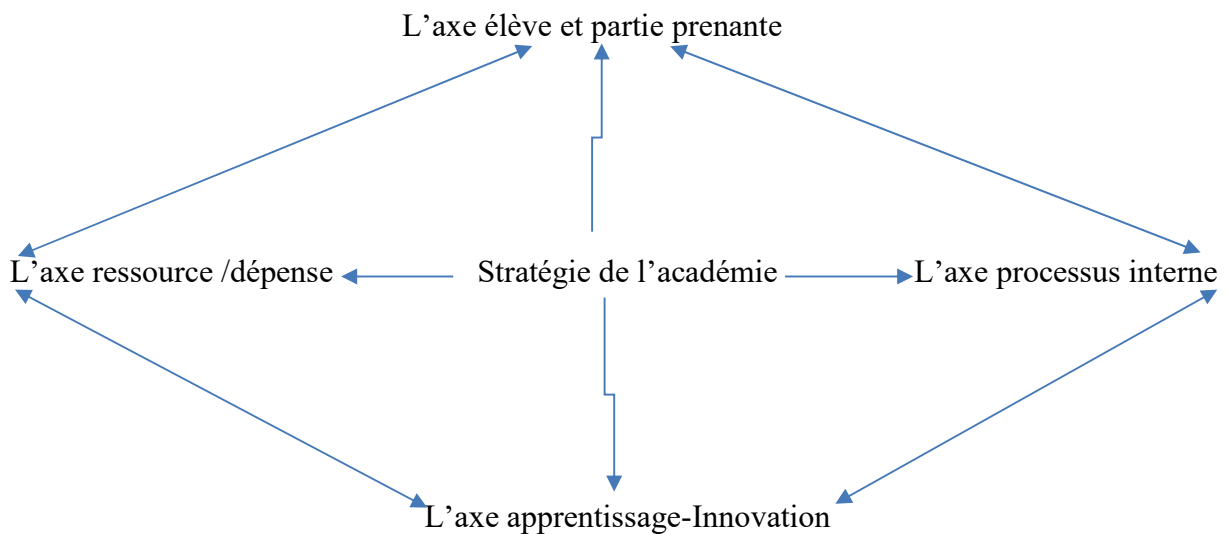 L’axe élève et partie prenante
L’axe ressource /dépense
Stratégie de l’académie
L’axe processus interne
L’axe apprentissage-Innovation